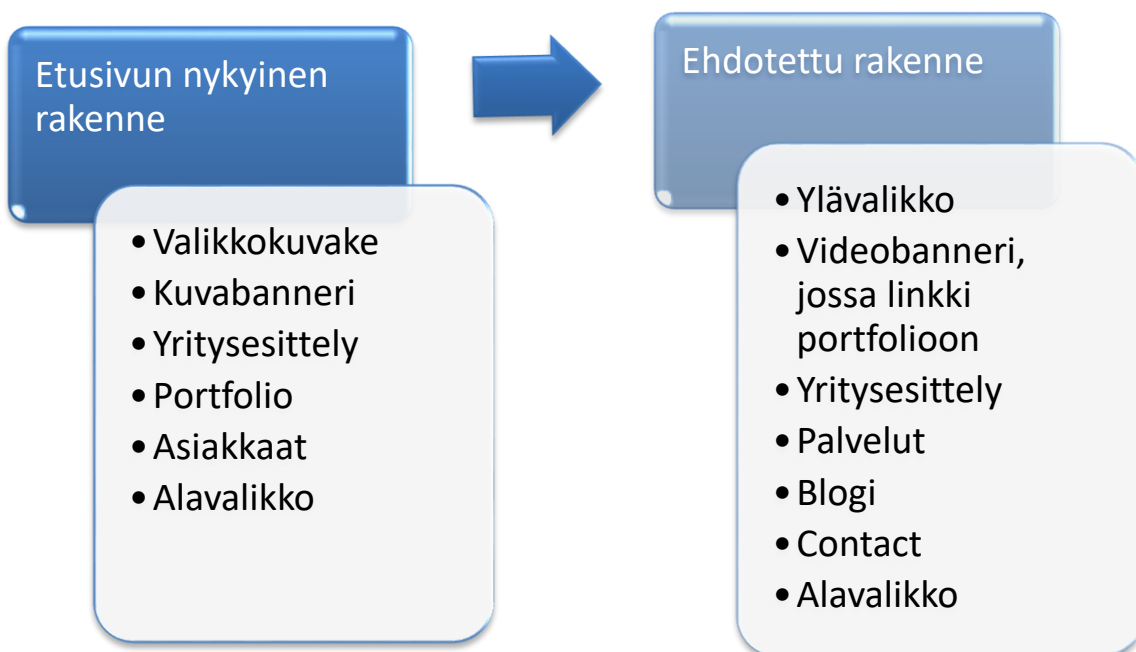 Etusivun nykyinen
rakenne
• Valikkokuvake
• Kuvabanneri
• Yritysesittely
• Portfolio
• Asiakkaat
• Alavalikko
Ehdotettu rakenne
• Ylävalikko
• Videobanneri,
jossa linkki
portfolioon
• Yritysesittely
• Palvelut
• Blogi
• Contact
• Alavalikko